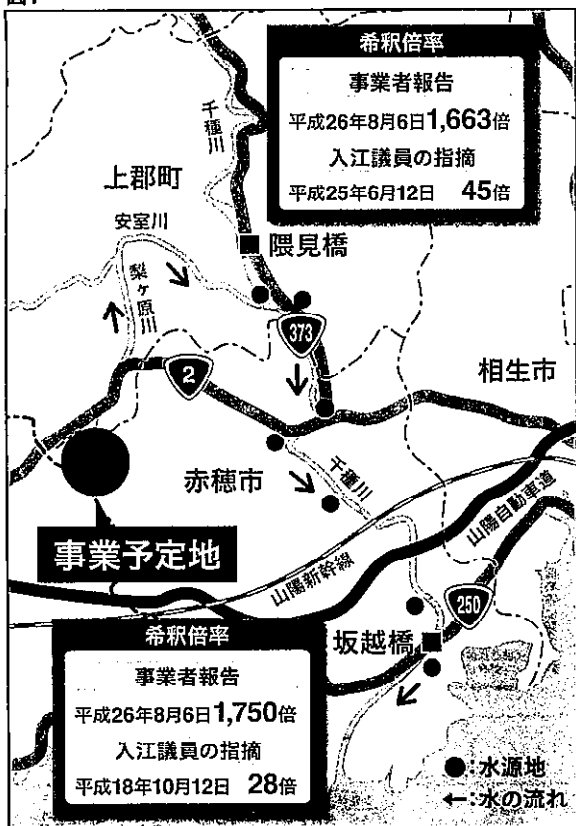 希釈倍率
事業者報告
平成26年8月6日1,663倍
入江議員の指摘
平成25年6月12日 45倍
千種川
上郡町
安室川
隈見橋
梨ヶ原川
373
2
相生市
赤穂市
千種川
事業予定地
山陽新幹線
山陽自動車道
250
坂越橋
希釈倍率
事業者報告
平成26年8月6日1,750倍
入江議員の指摘
平成18年10月12日 28倍
●:水源地
←:水の流れ